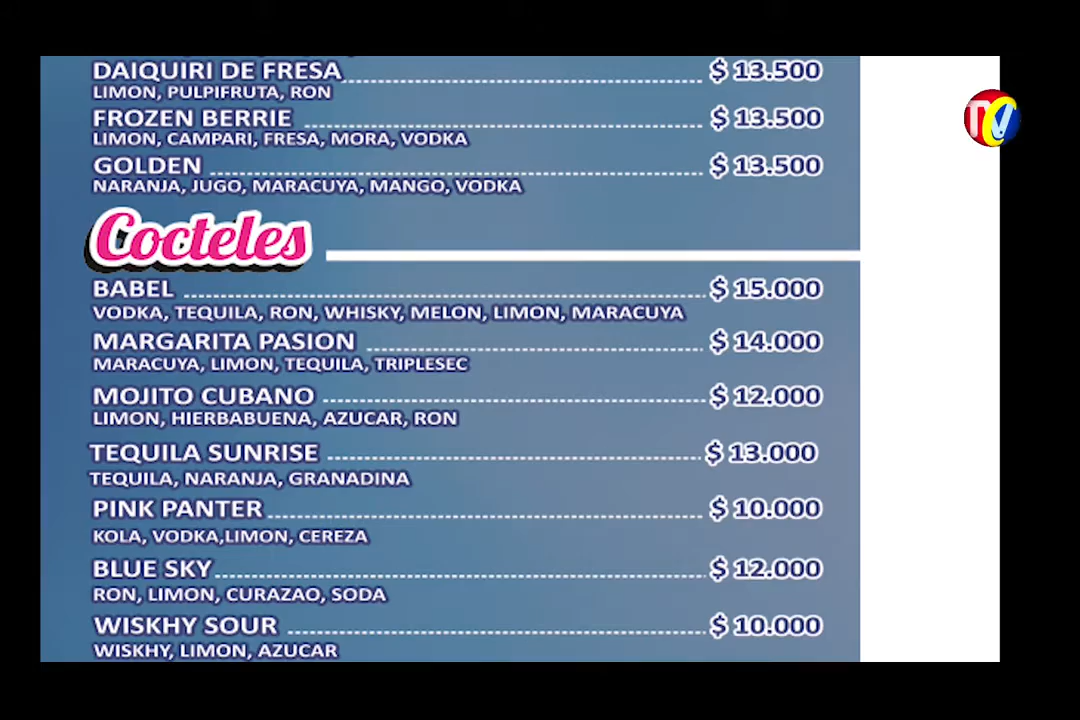 DAIQUIRI DE FRESA $ 13.500
LIMON, PULPIFRUTA, RON
FROZEN BERRIE $ 13.500
LIMON, CAMPARI, FRESA, MORA, VODKA
GOLDEN $ 13.500
NARANJA, JUGO, MARACUYA, MANGO, VODKA
Cocteles
BABEL $ 15.000
VODKA, TEQUILA, RON, WHISKY, MELON, LIMON, MARACUYA
MARGARITA PASION $ 14.000
MARACUYA, LIMON, TEQUILA, TRIPLESEC
MOJITO CUBANO $ 12.000
LIMON, HIERBABUENA, AZUCAR, RON
TEQUILA SUNRISE $ 13.000
TEQUILA, NARANJA, GRANADINA
PINK PANTER $ 10.000
KOLA, VODKA,LIMON, CEREZA
BLUE SKY $ 12.000
RON, LIMON, CURAZAO, SODA
WISKHY SOUR $ 10.000
WISKHY, LIMON, AZUCAR
TVC